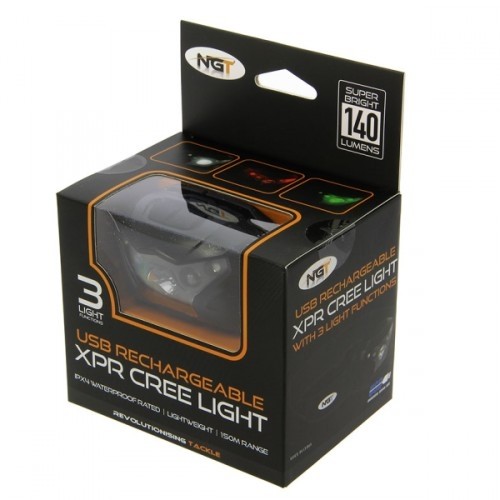 NGT
SUPER
BRIGHT
140
LUMENS
3
LIGHT
FUNCTIONS
USB RECHARGEABLE
XPR CREE LIGHT
IPX4 WATERPROOF RATED | LIGHTWEIGHT | 150M RANGE
REVOLUTIONISING TACKLE
NGT
USB RECHARGEABLE
XPR CREE LIGHT
WITH 3 LIGHT FUNCTIONS
NGT